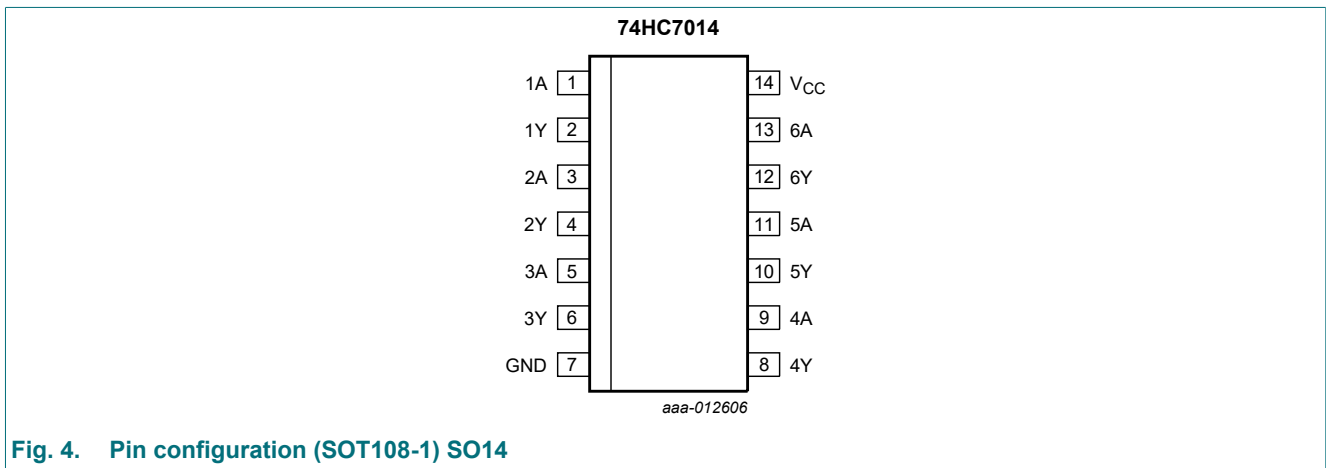 74HC7014
1A 1 14 VCC
1Y 2 13 6A
2A 3 12 6Y
2Y 4 11 5A
3A 5 10 5Y
3Y 6 9 4A
GND 7 8 4Y
aaa-012606
Fig. 4. Pin configuration (SOT108-1) SO14